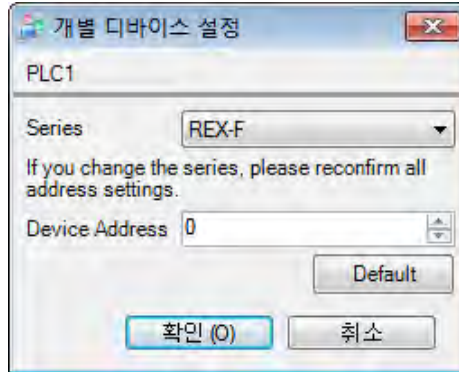 개별 디바이스 설정
PLC1
Series REX-F
If you change the series, please reconfirm all
address settings.
Device Address 0
Default
확인 (O) 취소